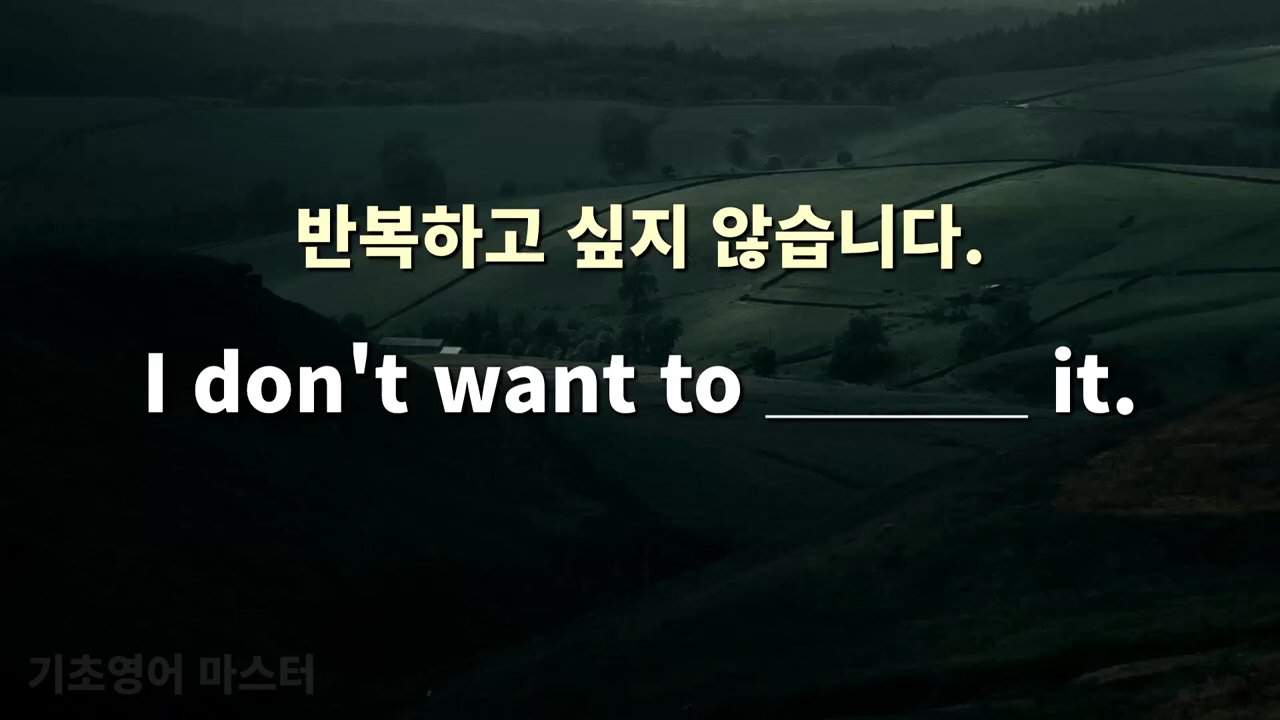 반복하고 싶지 않습니다.
I don't want to ______ it.
기초영어 마스터